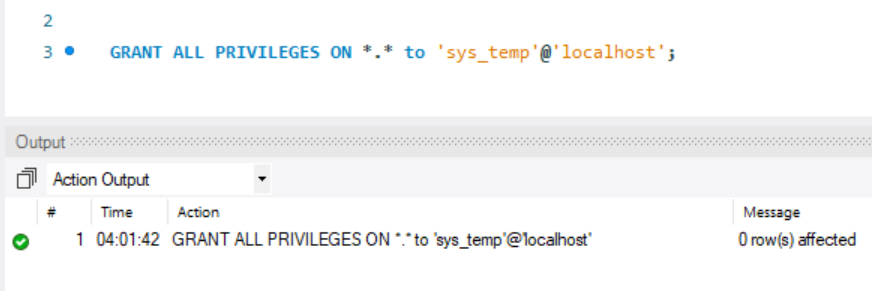 2
3 GRANT ALL PRIVILEGES ON *.* to 'sys_temp'@'localhost';
Output
Action Output
# Time Action Message
1 04:01:42 GRANT ALL PRIVILEGES ON *.* to 'sys_temp'@'localhost' 0 row(s) affected